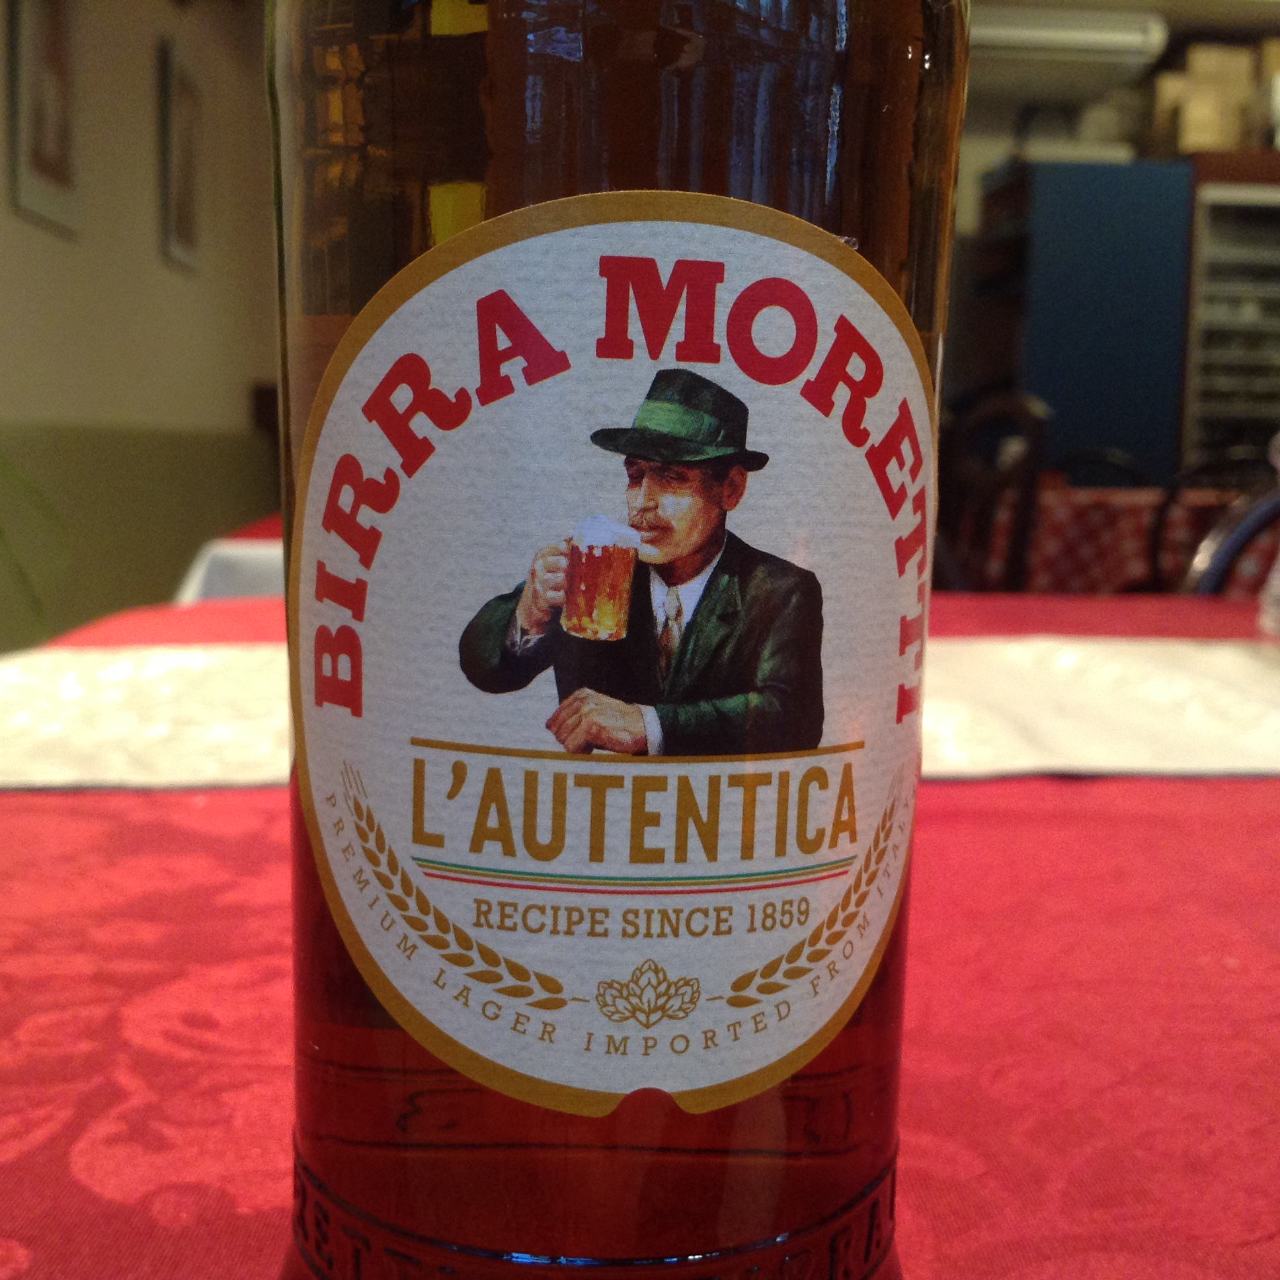 BIRRA MORETTI
L'AUTENTICA
RECIPE SINCE 1859
PREMIUM LAGER IMPORTED FROM ITALY